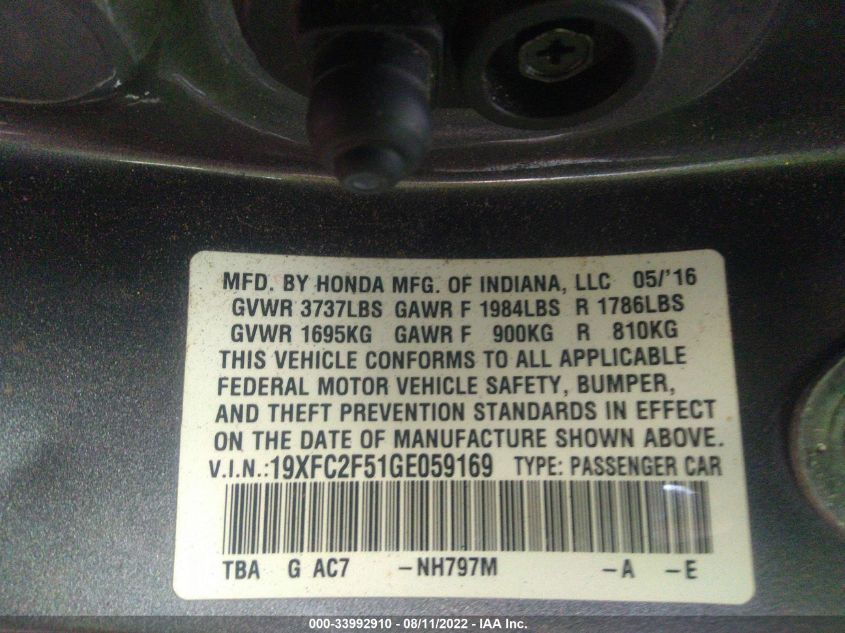 MFD. BY HONDA MFG. OF INDIANA, LLC 05/'16
GVWR 3737LBS GAWR F 1984LBS R 1786LBS
GVWR 1695KG GAWR F 900KG R 810KG
THIS VEHICLE CONFORMS TO ALL APPLICABLE
FEDERAL MOTOR VEHICLE SAFETY, BUMPER,
AND THEFT PREVENTION STANDARDS IN EFFECT
ON THE DATE OF MANUFACTURE SHOWN ABOVE.
V.I.N.:19XFC2F51GE059169 TYPE: PASSENGER CAR
TBA G AC7 -NH797M -A -E
000-33992910 - 08/11/2022 - IAA Inc.